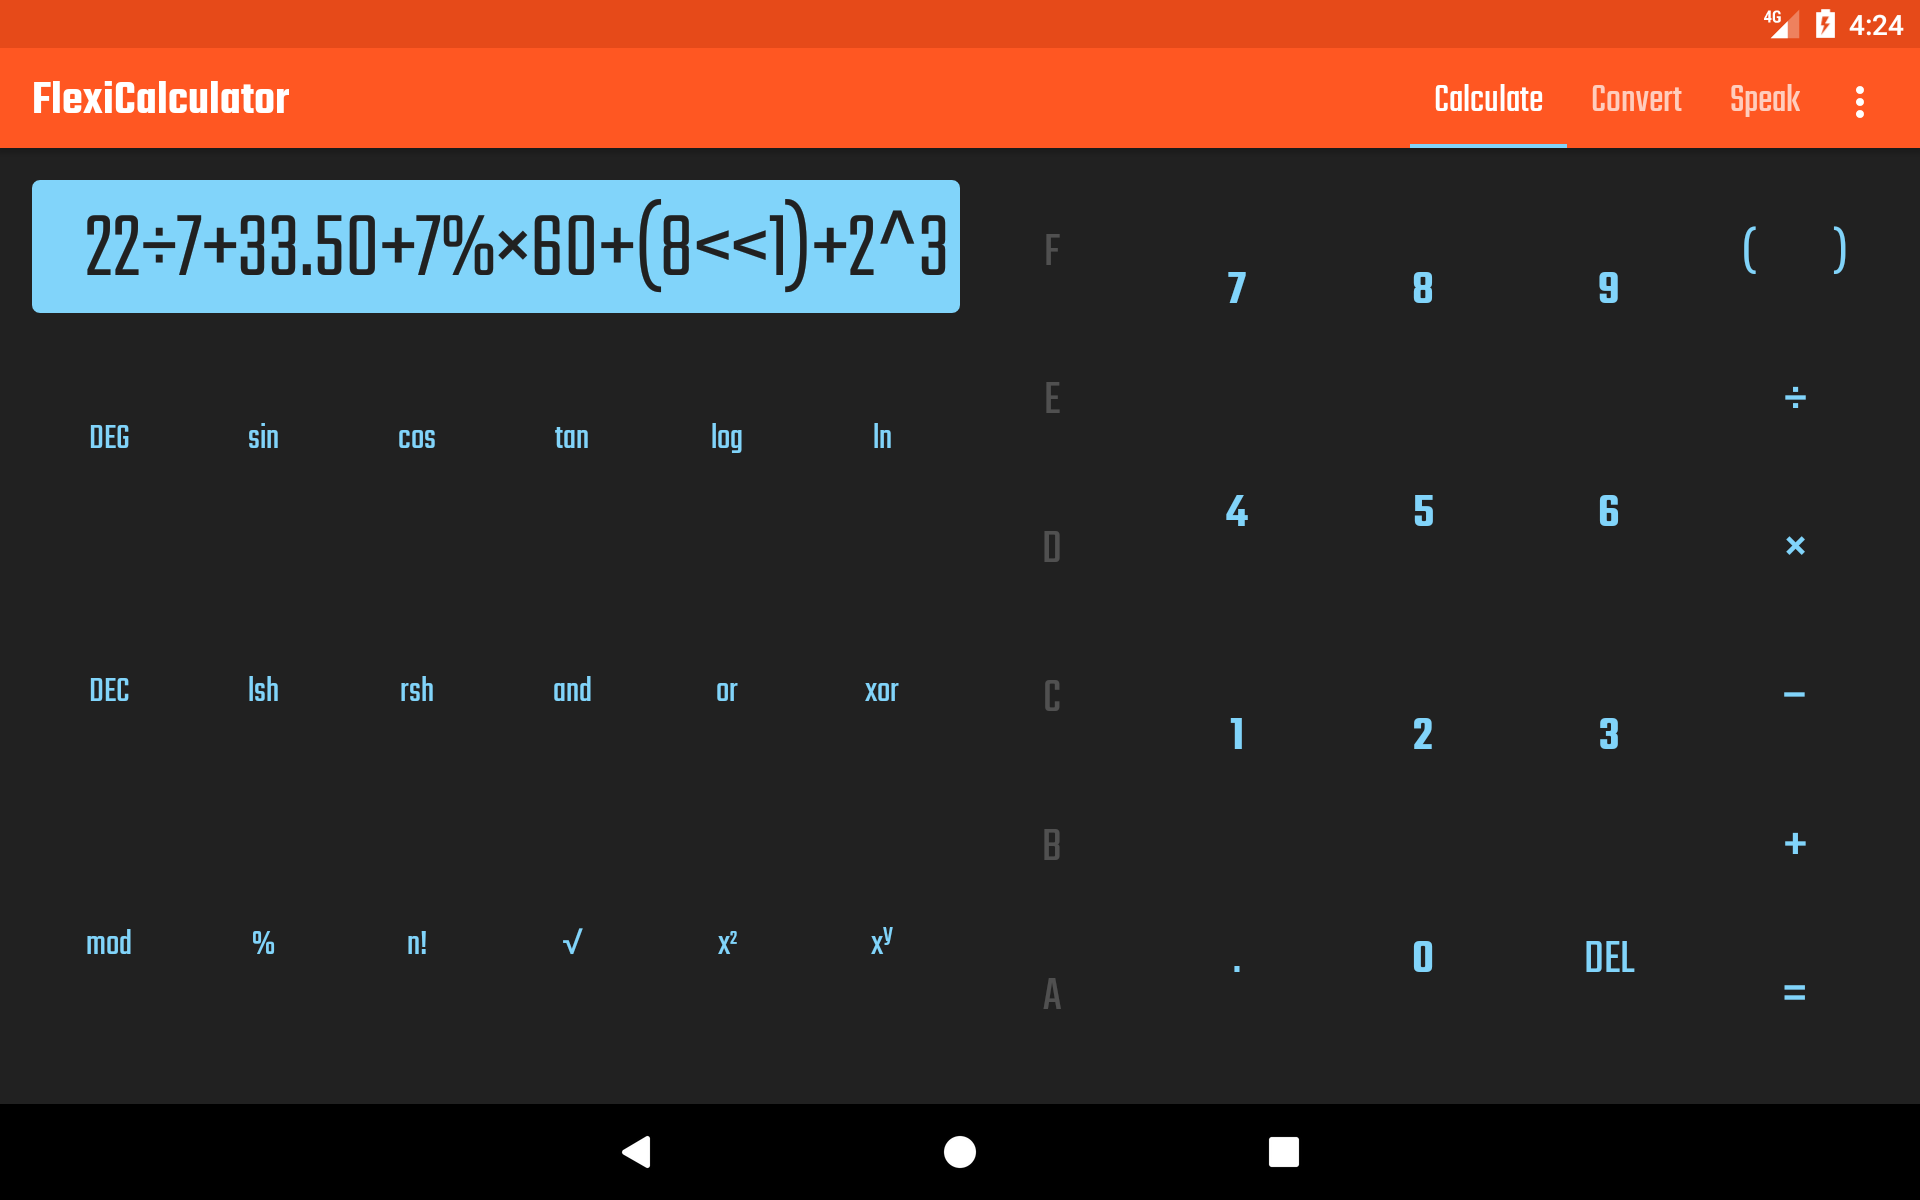 4G 4:24
FlexiCalculator Calculate Convert Speak
22÷7+33.50+7%×60+(8<<1)+2^3
DEG sin cos tan log ln
DEC lsh rsh and or xor
mod % n! √ x² xʸ
F
E
D
C
B
A
7 8 9
4 5 6
1 2 3
. 0 DEL
( )
÷
×
−
+
=